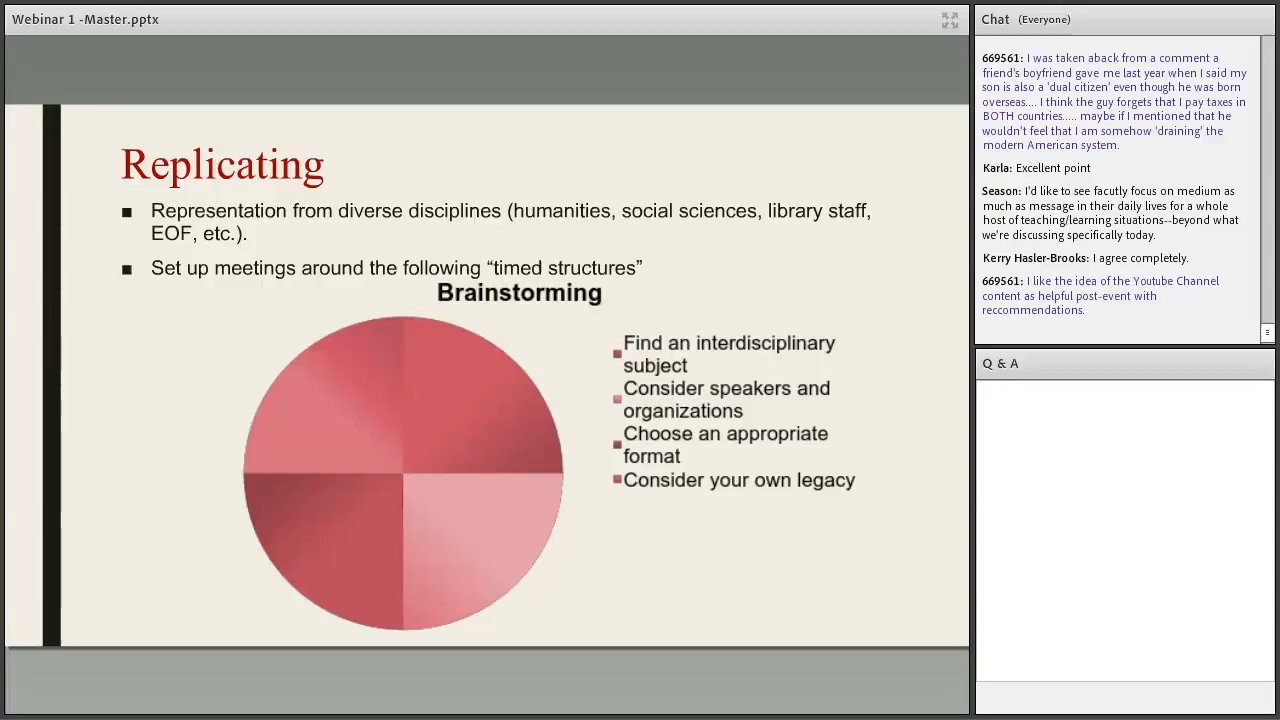 Webinar 1 -Master.pptx
Replicating
■ Representation from diverse disciplines (humanities, social sciences, library staff,
EOF, etc.).
■ Set up meetings around the following “timed structures”
Brainstorming
Find an interdisciplinary
subject
Consider speakers and
organizations
Choose an appropriate
format
Consider your own legacy
Chat (Everyone)
669561: I was taken aback from a comment a
friend's boyfriend gave me last year when I said my
son is also a 'dual citizen' even though he was born
overseas.... I think the guy forgets that I pay taxes in
BOTH countries..... maybe if I mentioned that he
wouldn't feel that I am somehow 'draining' the
modern American system.
Karla: Excellent point
Season: I'd like to see facutly focus on medium as
much as message in their daily lives for a whole
host of teaching/learning situations--beyond what
we're discussing specifically today.
Kerry Hasler-Brooks: I agree completely.
669561: I like the idea of the Youtube Channel
content as helpful post-event with
reccommendations.
Q & A